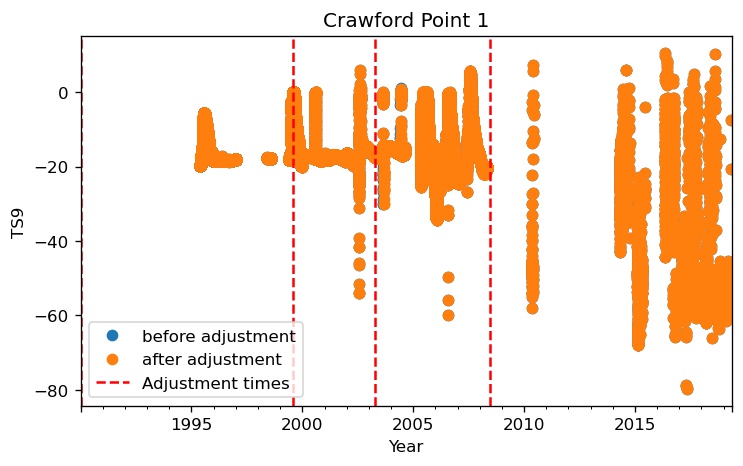 Crawford Point 1
TS9
0
−20
−40
−60
−80
before adjustment
after adjustment
Adjustment times
1995 2000 2005 2010 2015
Year